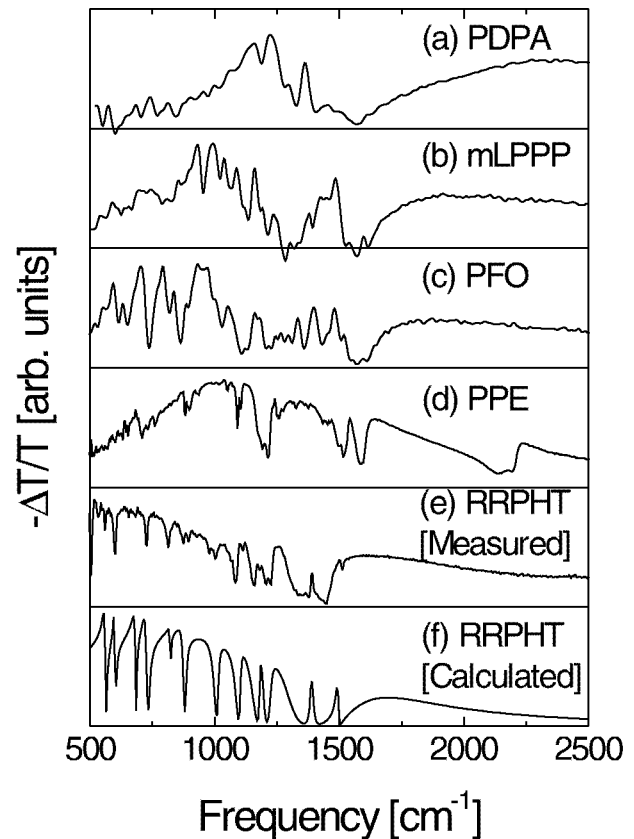 (a) PDPA
(b) mLPPP
(c) PFO
(d) PPE
(e) RRPHT
[Measured]
(f) RRPHT
[Calculated]
-ΔT/T [arb. units]
500 1000 1500 2000 2500
Frequency [cm⁻¹]